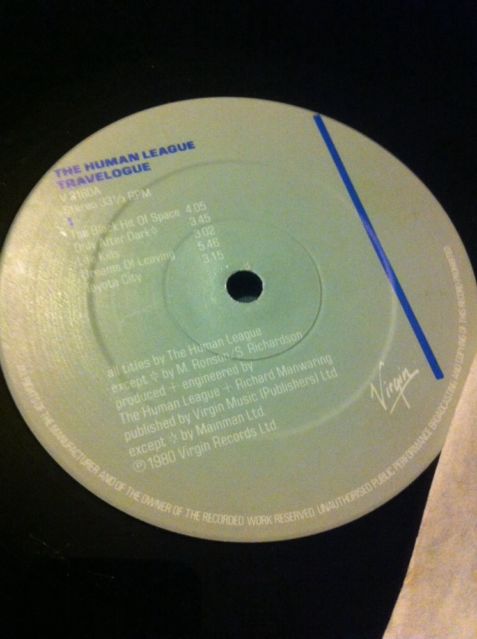 THE HUMAN LEAGUE
TRAVELOGUE
V 2160A
Stereo 33⅓ RPM
1
The Black Hit Of Space 4.05
Only After Dark ☆ 3.45
Life Kills 3.02
Dreams Of Leaving 5.46
Toyota City 3.15
all titles by The Human League
except ☆ by M. Ronson/S. Richardson
produced + engineered by
The Human League + Richard Manwaring
published by Virgin Music (Publishers) Ltd
except ☆ by Mainman Ltd
℗ 1980 Virgin Records Ltd
Virgin
ALL RIGHTS OF THE MANUFACTURER AND OF THE OWNER OF THE RECORDED WORK RESERVED. UNAUTHORISED PUBLIC PERFORMANCE BROADCASTING AND COPYING OF THIS RECORD PROHIBITED